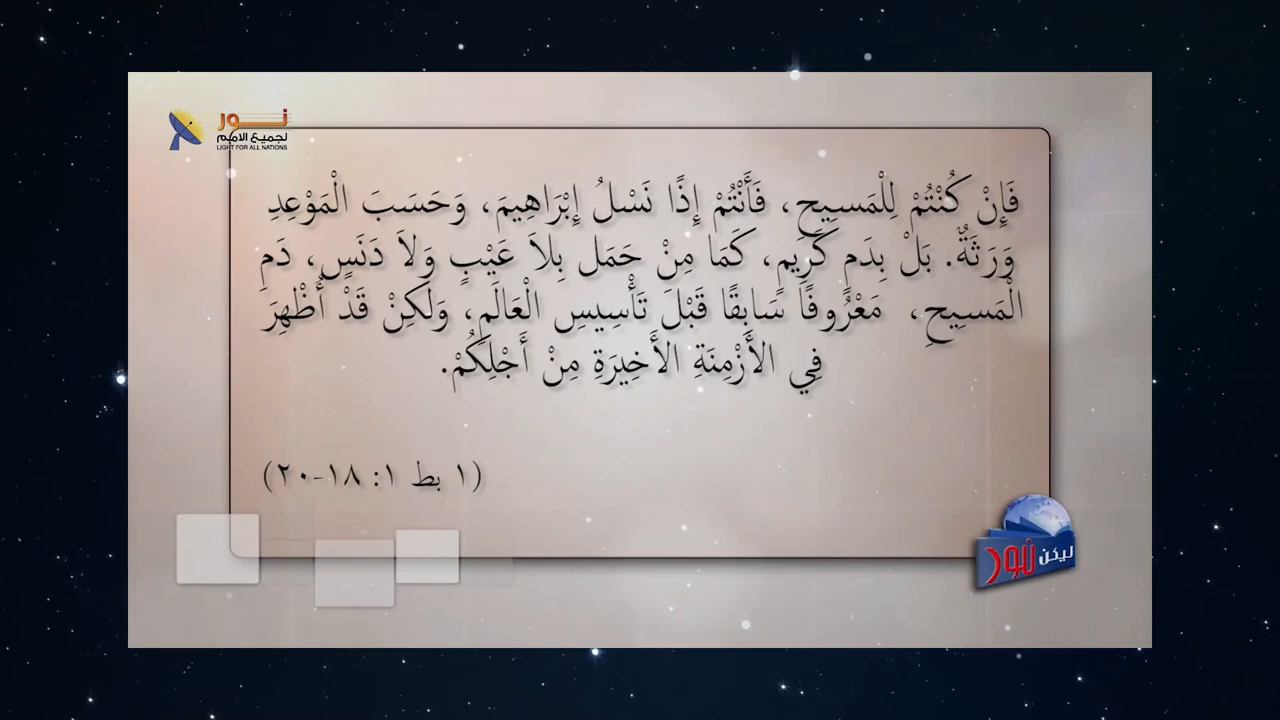 نور
لجميع الامم
LIGHT FOR ALL NATIONS
فَإِنْ كُنْتُمْ لِلْمَسِيحِ، فَأَنْتُمْ إِذًا نَسْلُ إِبْرَاهِيمَ، وَحَسَبَ الْمَوْعِدِ
وَرَثَةٌ. بَلْ بِدَمٍ كَرِيمٍ، كَمَا مِنْ حَمَل بِلاَ عَيْبٍ وَلاَ دَنَسٍ، دَمِ
الْمَسِيحِ، مَعْرُوفًا سَابِقًا قَبْلَ تَأْسِيسِ الْعَالَمِ، وَلكِنْ قَدْ أُظْهِرَ
فِي الأَزْمِنَةِ الأَخِيرَةِ مِنْ أَجْلِكُمْ.
(١ بط ١: ١٨-٢٠)
ليكن نور